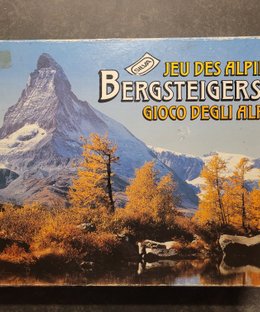 JEU DES ALPI
BERGSTEIGERS
GIOCO DEGLI AL